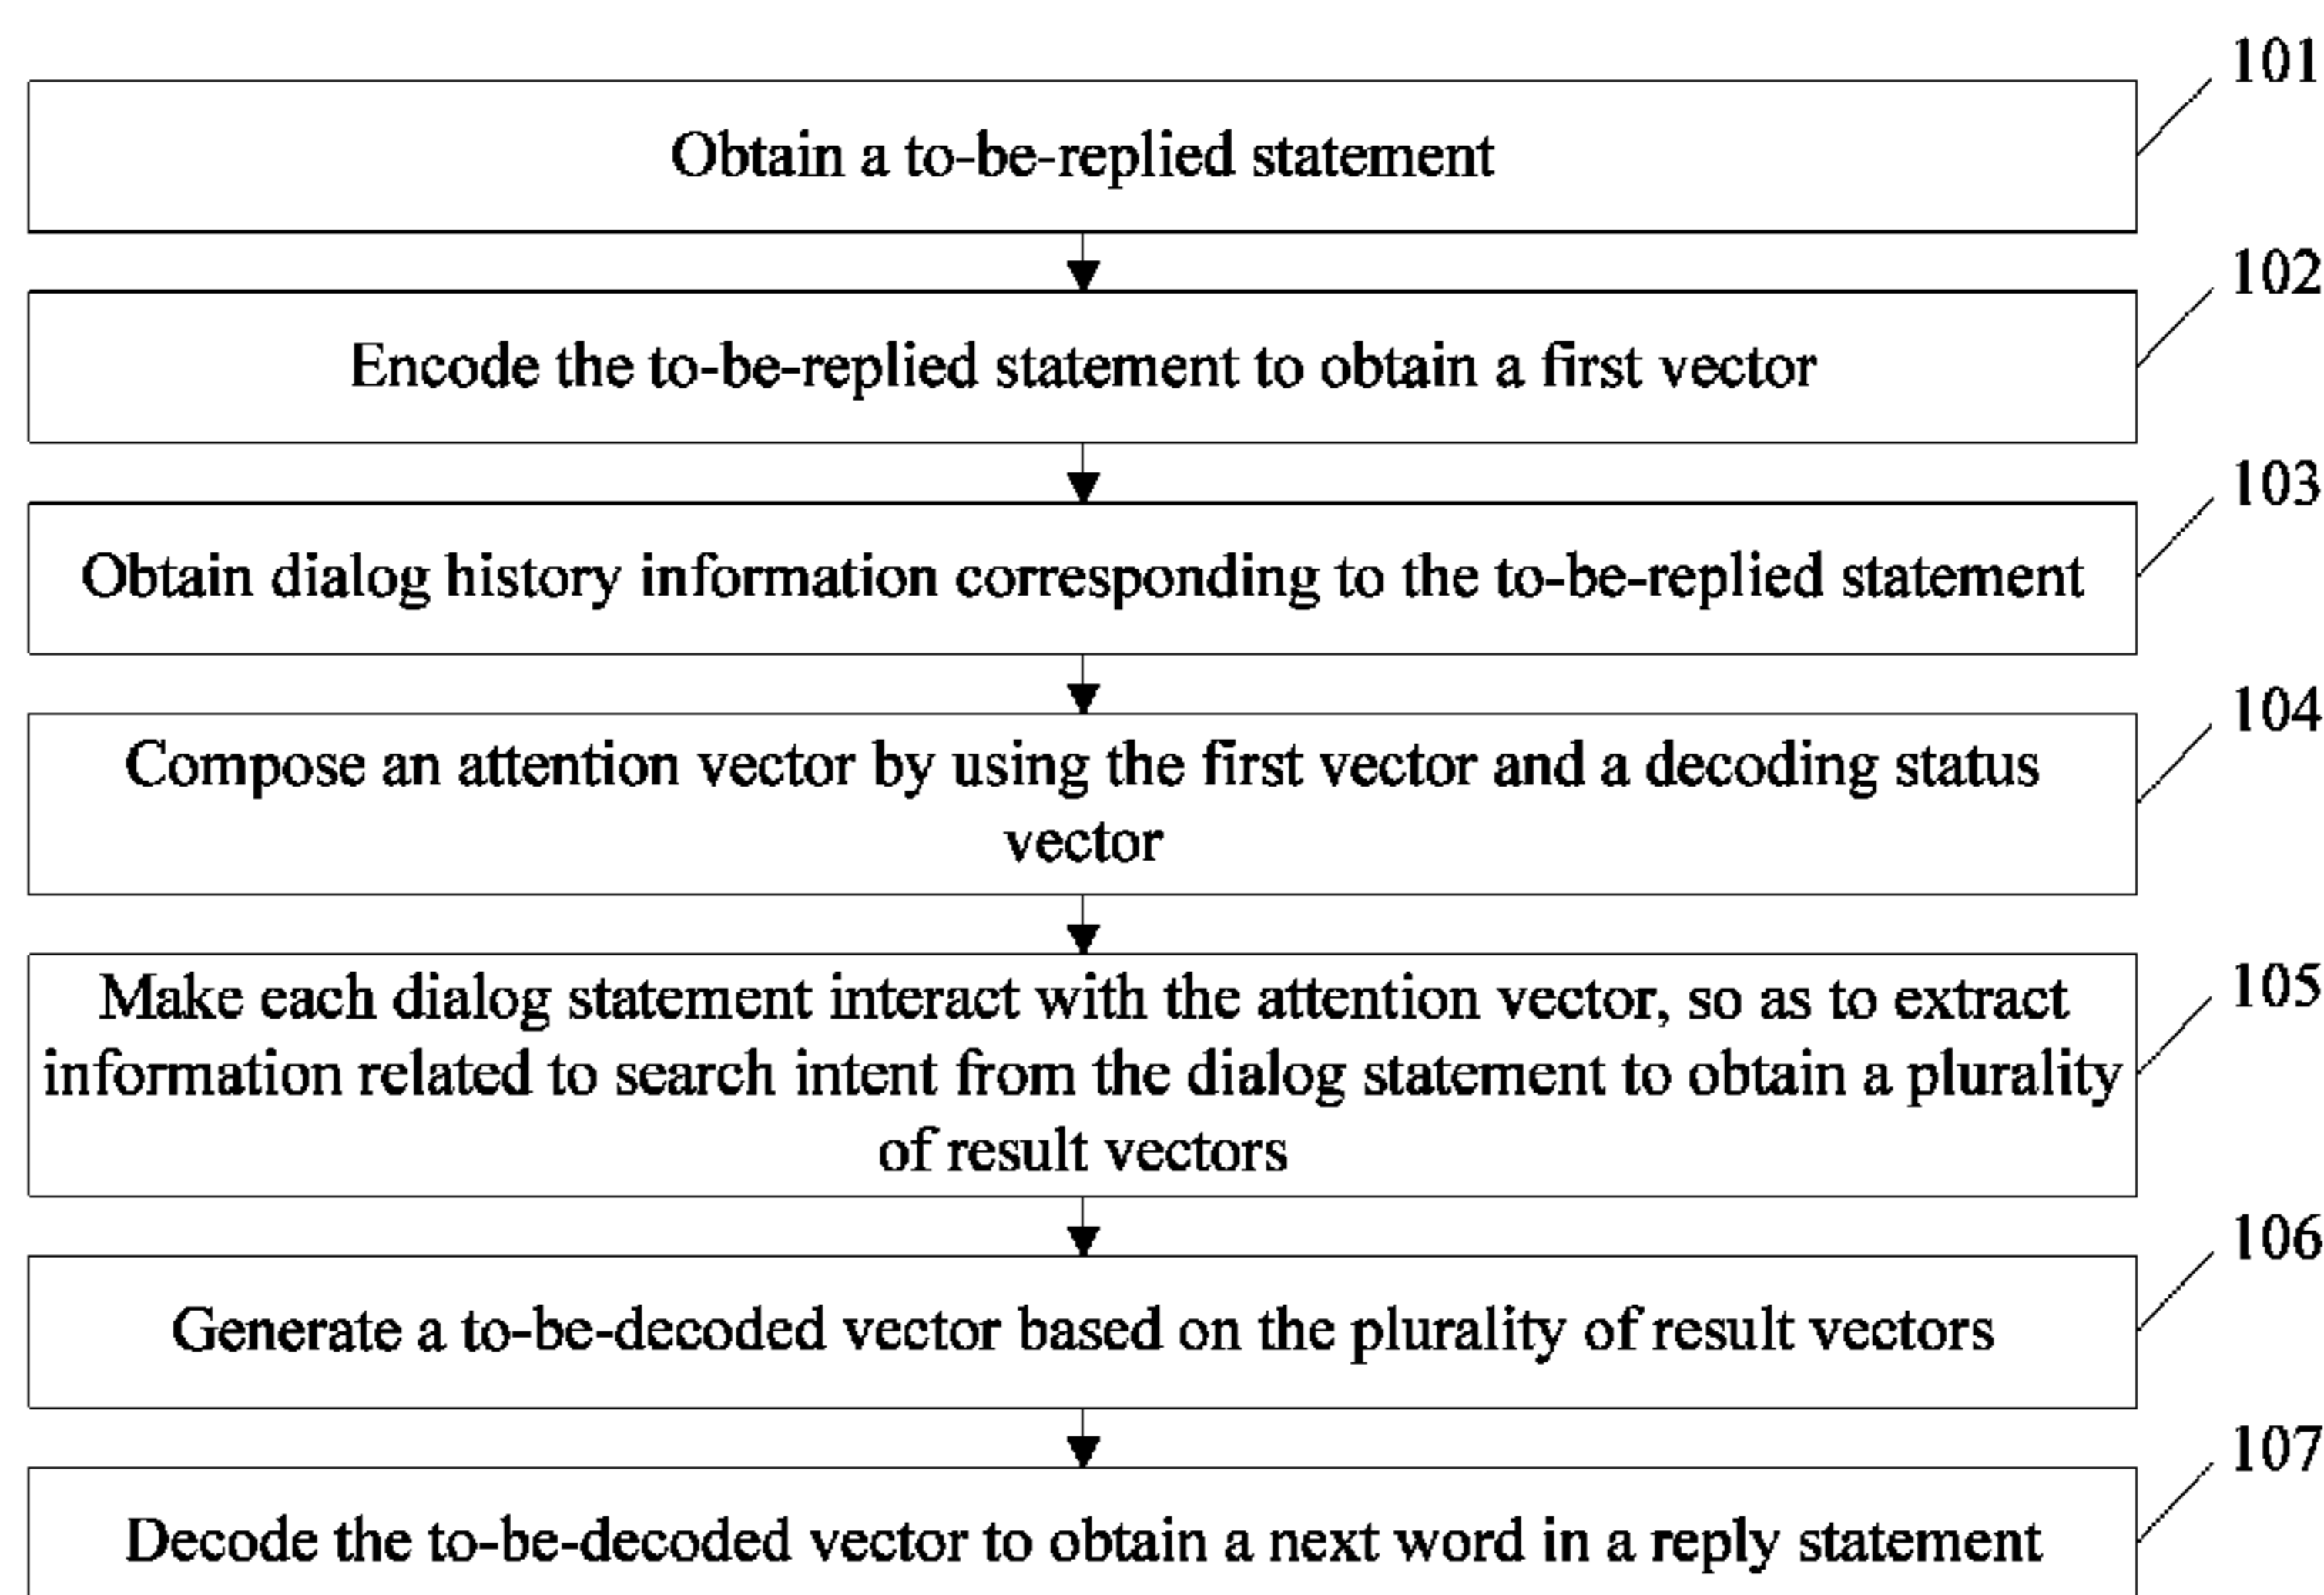 101
Obtain a to-be-replied statement
102
Encode the to-be-replied statement to obtain a first vector
103
Obtain dialog history information corresponding to the to-be-replied statement
104
Compose an attention vector by using the first vector and a decoding status
vector
105
Make each dialog statement interact with the attention vector, so as to extract
information related to search intent from the dialog statement to obtain a plurality
of result vectors
106
Generate a to-be-decoded vector based on the plurality of result vectors
107
Decode the to-be-decoded vector to obtain a next word in a reply statement